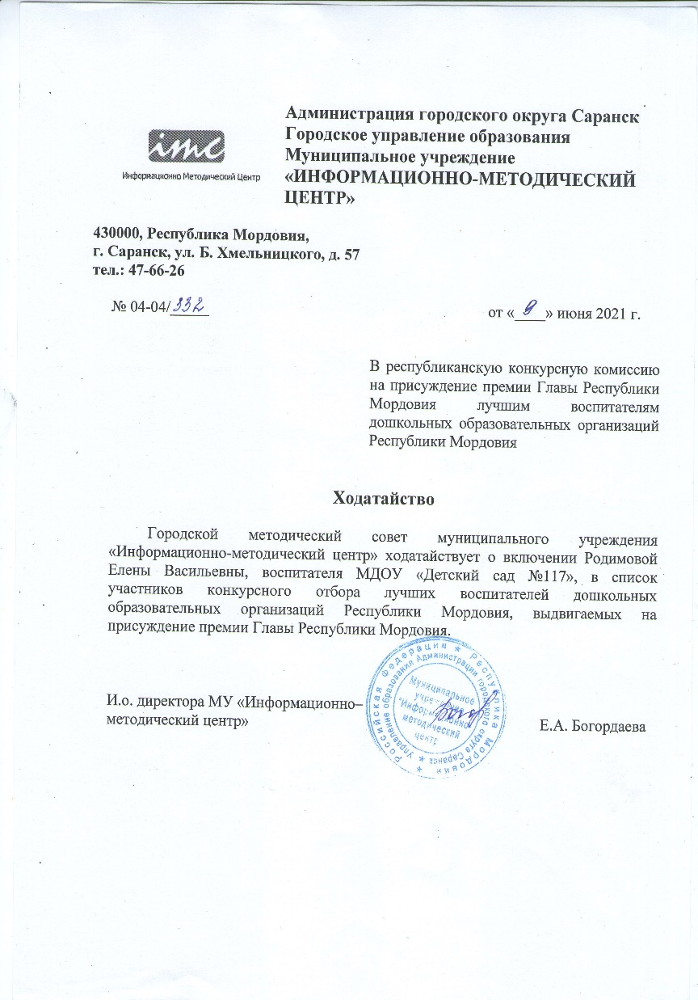 Администрация городского округа Саранск
Городское управление образования
Муниципальное учреждение
«ИНФОРМАЦИОННО-МЕТОДИЧЕСКИЙ
ЦЕНТР»
imc
Информационно Методический Центр
430000, Республика Мордовия,
г. Саранск, ул. Б. Хмельницкого, д. 57
тел.: 47-66-26
№ 04-04/332
от «9» июня 2021 г.
В республиканскую конкурсную комиссию
на присуждение премии Главы Республики
Мордовия лучшим воспитателям
дошкольных образовательных организаций
Республики Мордовия
Ходатайство
Городской методический совет муниципального учреждения
«Информационно-методический центр» ходатайствует о включении Родимовой
Елены Васильевны, воспитателя МДОУ «Детский сад №117», в список
участников конкурсного отбора лучших воспитателей дошкольных
образовательных организаций Республики Мордовия, выдвигаемых на
присуждение премии Главы Республики Мордовия.
И.о. директора МУ «Информационно–
методический центр»
Е.А. Богордаева
Российская Федерация * Республика Мордовия *
Управление образования Администрации городского округа Саранск *
Муниципальное
учреждение
"Информационно
методический
центр